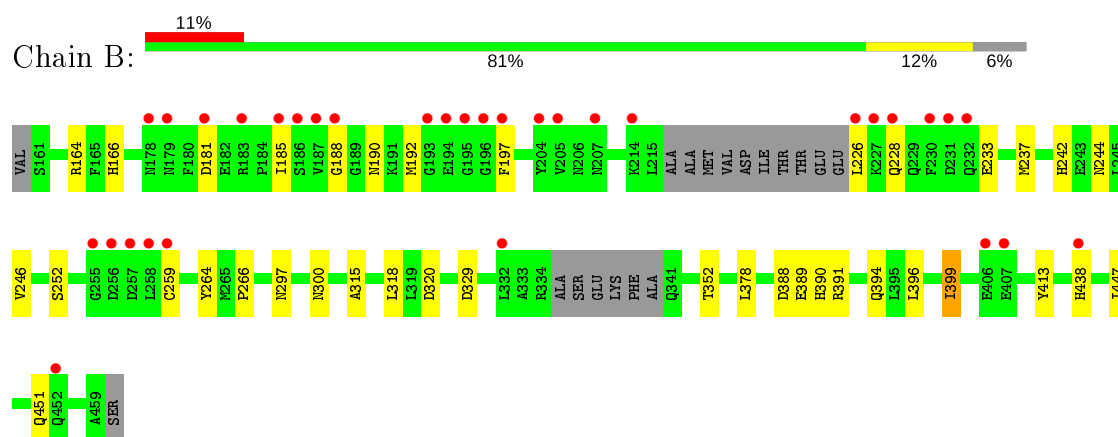 11%
Chain B:
81% 12% 6%
VAL S161 R164 F165 H166 N178 N179 F180 D181 E182 R183 P184 I185 S186 V187 G188 G189 N190 K191 M192 G193 E194 G195 G196 F197 Y204 V205 N206 N207 K214 L215 ALA ALA MET VAL ASP ILE THR THR GLU GLU L226 K227 Q228 Q229 F230 D231 Q232 E233 M237 H242 E243 N244 L245
V246 S252 G255 D256 D257 L258 C259 Y264 M265 P266 N297 N300 A315 L318 L319 D320 D329 L332 A333 R334 ALA SER GLU LYS PHE ALA Q341 T352 L378 D388 E389 H390 R391 Q394 L395 L396 I399 E406 E407 Y413 H438 I447
Q451 Q452 A459 SER